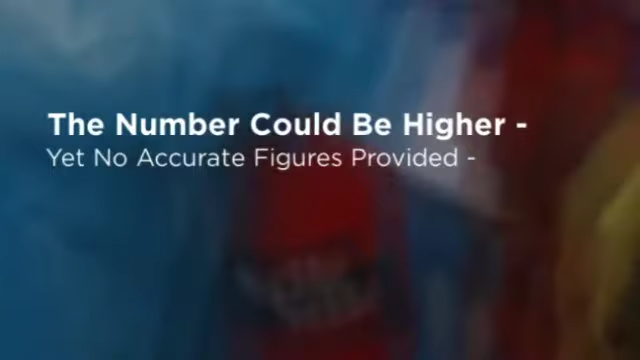 The Number Could Be Higher -
Yet No Accurate Figures Provided -